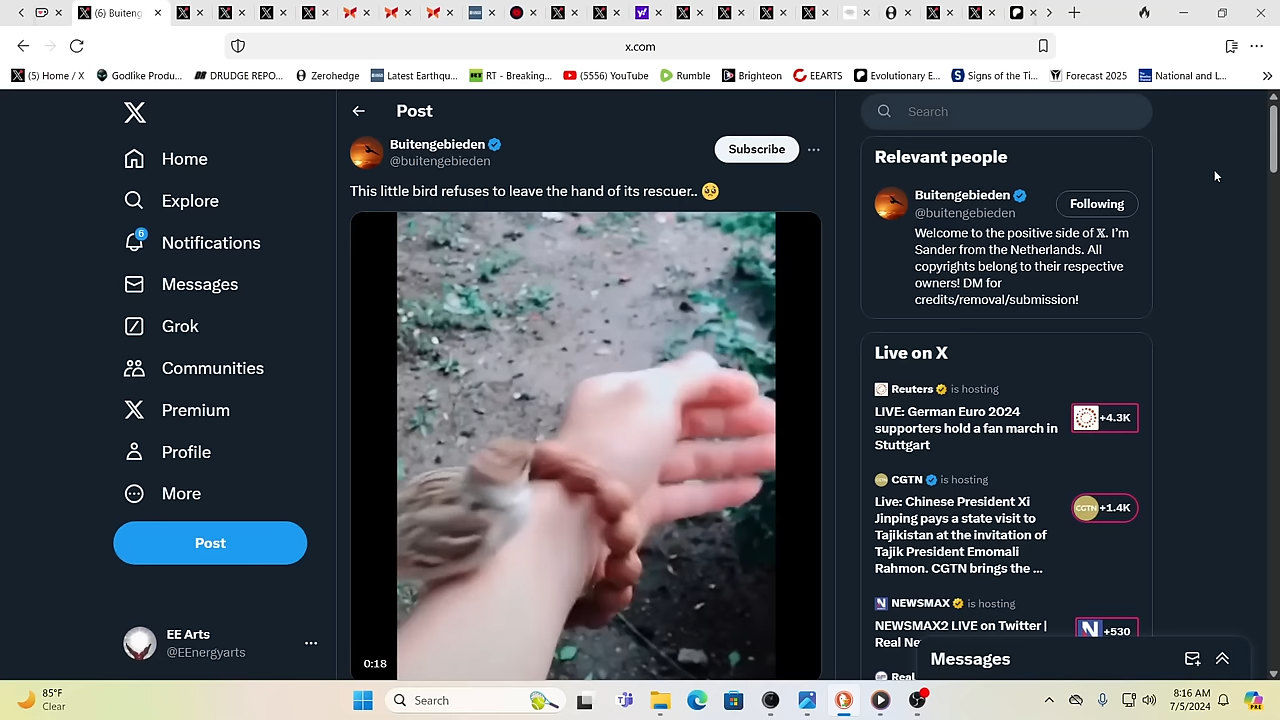 (6) Buiteng
x.com
(5) Home / X
Godlike Produ...
DRUDGE REPO...
Zerohedge
Latest Earthqu...
RT - Breaking...
(5556) YouTube
Rumble
Brighteon
EEARTS
Evolutionary E...
Signs of the Ti...
Forecast 2025
National and L...
Home
Explore
6
Notifications
Messages
Grok
Communities
Premium
Profile
More
Post
EE Arts
@EEnergyarts
Post
Buitengebieden
@buitengebieden
Subscribe
This little bird refuses to leave the hand of its rescuer.. 🥺
0:18
Search
Relevant people
Buitengebieden
@buitengebieden
Following
Welcome to the positive side of 𝕏. I'm
Sander from the Netherlands. All
copyrights belong to their respective
owners! DM for
credits/removal/submission!
Live on X
Reuters is hosting
LIVE: German Euro 2024
supporters hold a fan march in
Stuttgart
+4.3K
CGTN is hosting
Live: Chinese President Xi
Jinping pays a state visit to
Tajikistan at the invitation of
Tajik President Emomali
Rahmon. CGTN brings the ...
CGTN +1.4K
NEWSMAX is hosting
NEWSMAX2 LIVE on Twitter |
Real Ne
N +530
Real
Messages
85°F
Clear
Search
8:16 AM
7/5/2024